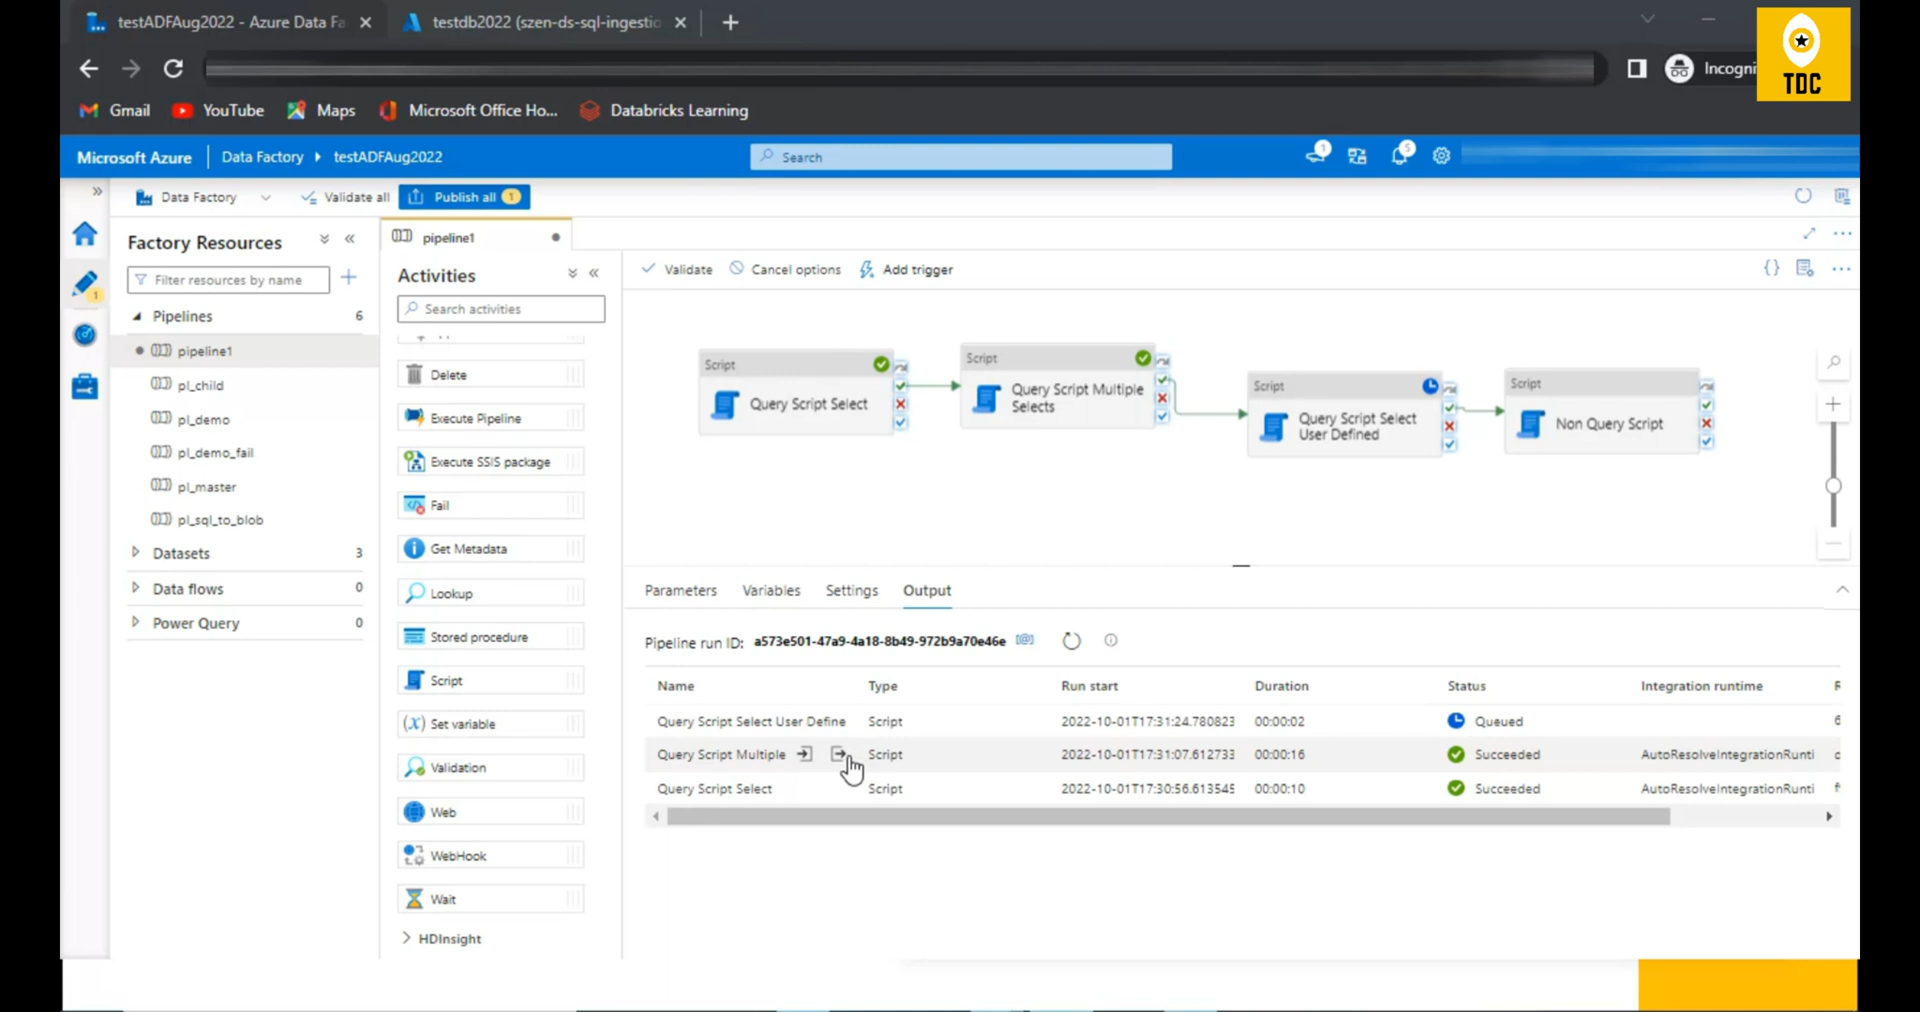 testADFAug2022 - Azure Data Fa
testdb2022 (szen-ds-sql-ingestio
Incogni
TDC
Gmail
YouTube
Maps
Microsoft Office Ho...
Databricks Learning
Microsoft Azure
Data Factory
testADFAug2022
Search
1
5
Data Factory
Validate all
Publish all
1
Factory Resources
Filter resources by name
1
Pipelines 6
pipeline1
pl_child
pl_demo
pl_demo_fail
pl_master
pl_sql_to_blob
Datasets 3
Data flows 0
Power Query 0
pipeline1
Activities
Search activities
Delete
Execute Pipeline
Execute SSIS package
Fail
Get Metadata
Lookup
Stored procedure
Script
Set variable
Validation
Web
WebHook
Wait
HDInsight
Validate
Cancel options
Add trigger
Script
Query Script Select
Script
Query Script Multiple
Selects
Script
Query Script Select
User Defined
Script
Non Query Script
Parameters
Variables
Settings
Output
Pipeline run ID: a573e501-47a9-4a18-8b49-972b9a70e46e
Name Type Run start Duration Status Integration runtime
Query Script Select User Define Script 2022-10-01T17:31:24.780823 00:00:02 Queued
Query Script Multiple Script 2022-10-01T17:31:07.612733 00:00:16 Succeeded AutoResolveIntegrationRunti
Query Script Select Script 2022-10-01T17:30:56.613545 00:00:10 Succeeded AutoResolveIntegrationRunti